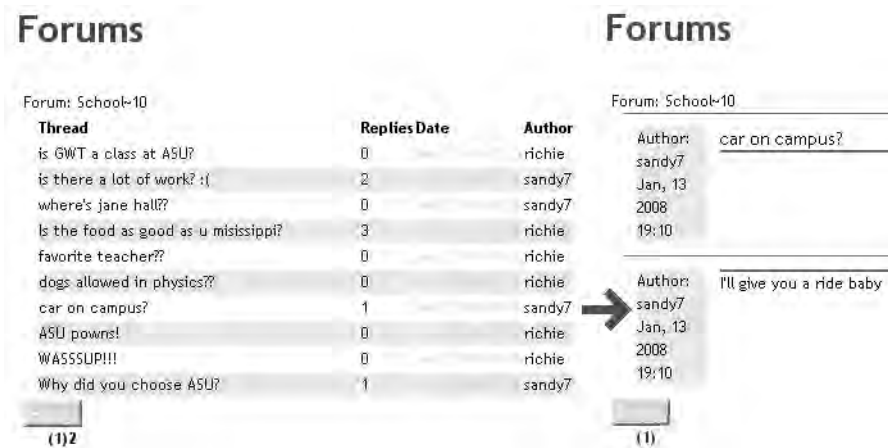 Forums
Forum: School~10
Thread Replies Date Author
is GWT a class at ASU? 0 richie
is there a lot of work? :( 2 sandy7
where's jane hall?? 0 sandy7
Is the food as good as u misissippi? 3 richie
favorite teacher?? 0 richie
dogs allowed in physics?? 0 richie
car on campus? 1 sandy7
ASU powns! 0 richie
WASSSUP!!! 0 richie
Why did you choose ASU? 1 sandy7
(1) 2
Forums
Forum: School~10
Author:
sandy7
Jan, 13
2008
19:10
car on campus?
Author:
sandy7
Jan, 13
2008
19:10
I'll give you a ride baby
(1)